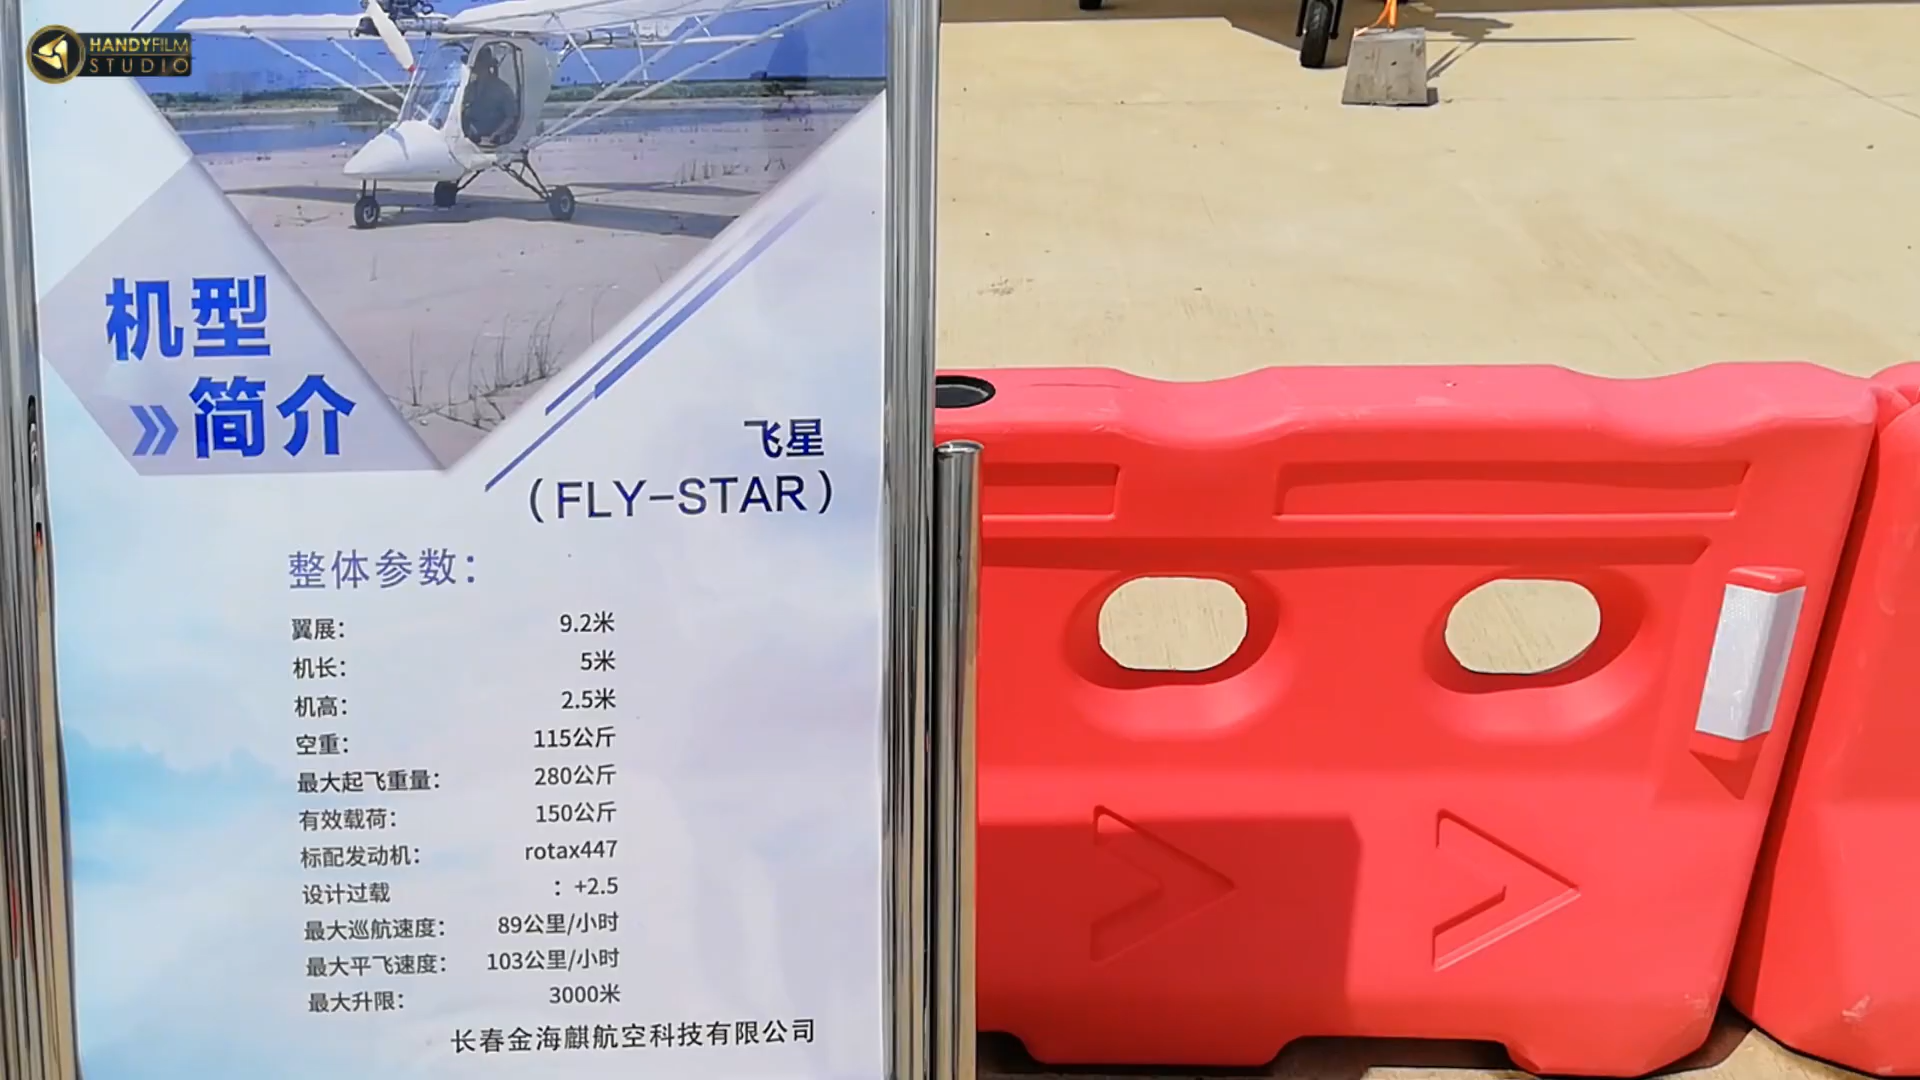 HANDYFILM
STUDIO
机型
简介
飞星
（FLY-STAR）
整体参数：
翼展： 9.2米
机长： 5米
机高： 2.5米
空重： 115公斤
最大起飞重量： 280公斤
有效载荷： 150公斤
标配发动机： rotax447
设计过载 ：+2.5
最大巡航速度： 89公里/小时
最大平飞速度： 103公里/小时
最大升限： 3000米
长春金海麒航空科技有限公司